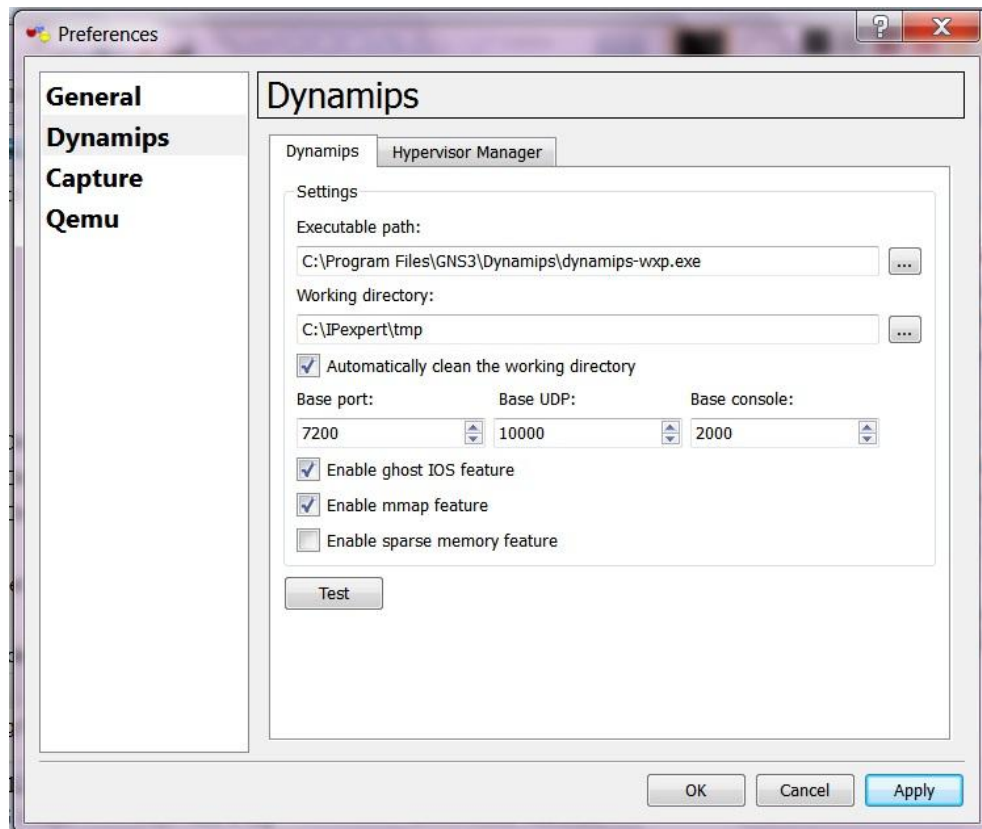 Preferences
General
Dynamips
Capture
Qemu
Dynamips
Dynamips Hypervisor Manager
Settings
Executable path:
C:\Program Files\GNS3\Dynamips\dynamips-wxp.exe ...
Working directory:
C:\IPexpert\tmp ...
Automatically clean the working directory
Base port: Base UDP: Base console:
7200 10000 2000
Enable ghost IOS feature
Enable mmap feature
Enable sparse memory feature
Test
OK Cancel Apply